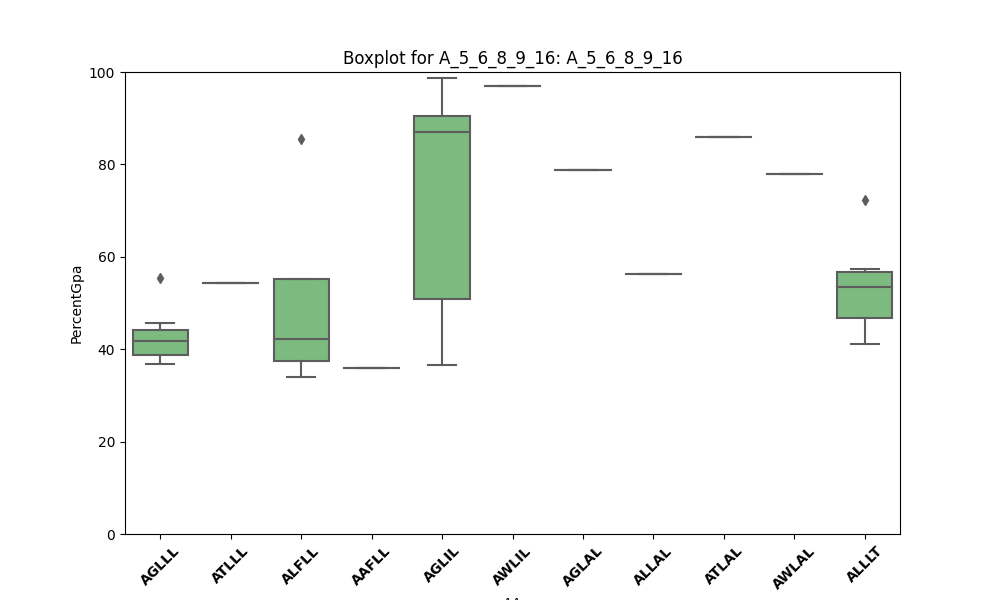 Boxplot for A_5_6_8_9_16: A_5_6_8_9_16
100
80
60
40
20
0
PercentGpa
AGLLL
ATLLL
ALFLL
AAFLL
AGLIL
AWLIL
AGLAL
ALLAL
ATLAL
AWLAL
ALLLT